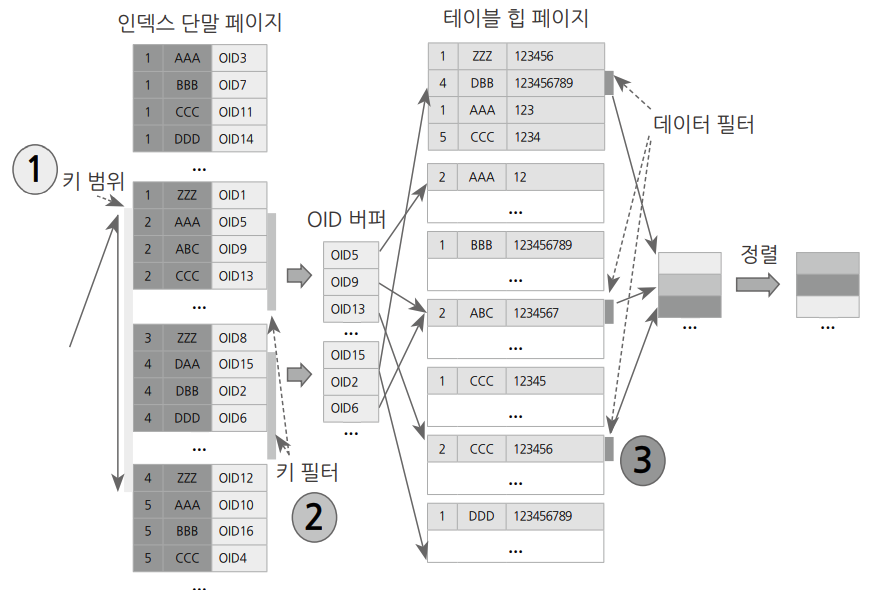 인덱스 단말 페이지
1 AAA OID3
1 BBB OID7
1 CCC OID11
1 DDD OID14
...
1
키 범위
1 ZZZ OID1
2 AAA OID5
2 ABC OID9
2 CCC OID13
...
3 ZZZ OID8
4 DAA OID15
4 DBB OID2
4 DDD OID6
...
4 ZZZ OID12
5 AAA OID10
5 BBB OID16
5 CCC OID4
...
키 필터
2
OID 버퍼
OID5
OID9
OID13
...
OID15
OID2
OID6
...
테이블 힙 페이지
1 ZZZ 123456
4 DBB 123456789
1 AAA 123
5 CCC 1234
2 AAA 12
...
1 BBB 123456789
...
2 ABC 1234567
...
1 CCC 12345
...
2 CCC 123456
...
1 DDD 123456789
...
데이터 필터
3
...
정렬
...